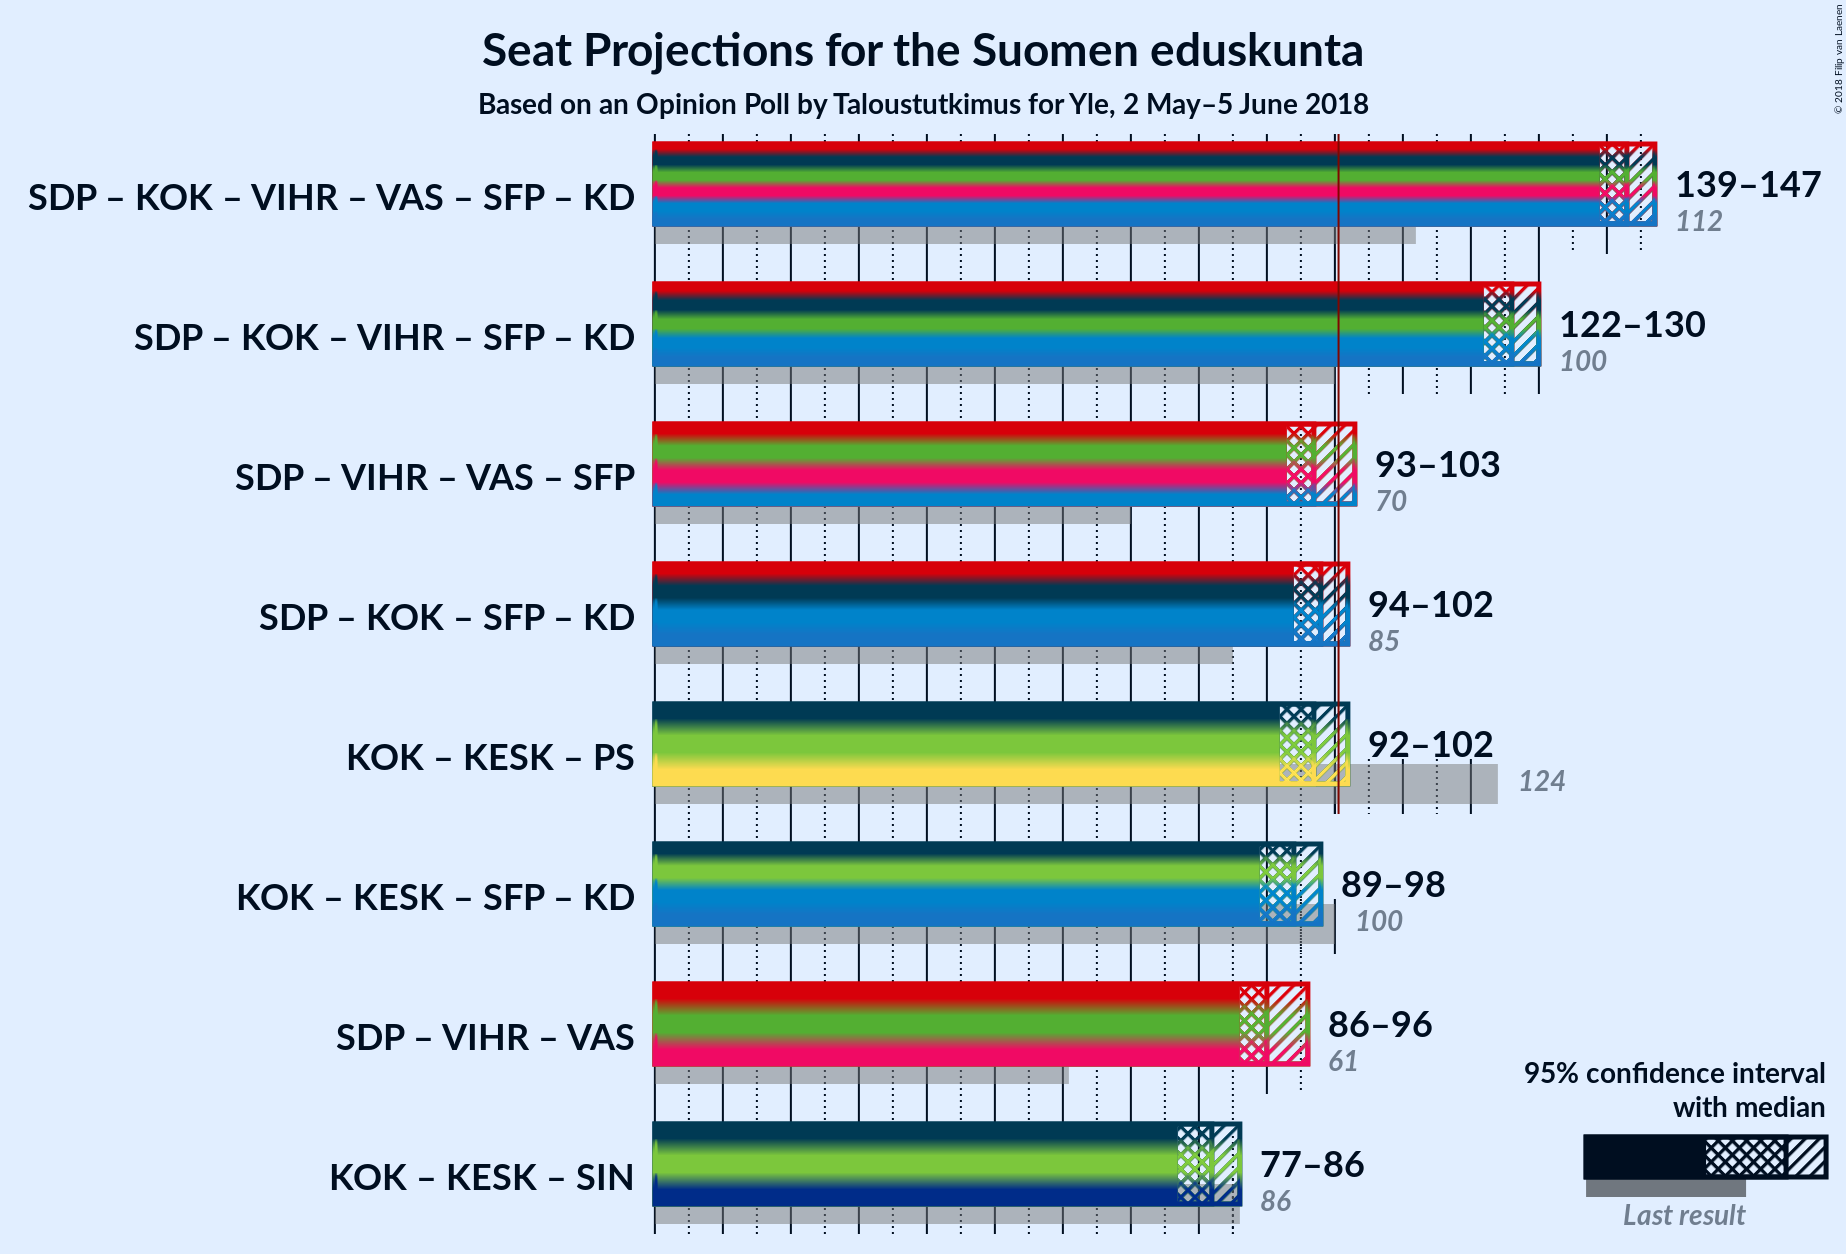 Seat Projections for the Suomen eduskunta
Based on an Opinion Poll by Taloustutkimus for Yle, 2 May–5 June 2018
© 2018 Filip van Laenen
SDP – KOK – VIHR – VAS – SFP – KD
139–147
112
SDP – KOK – VIHR – SFP – KD
122–130
100
SDP – VIHR – VAS – SFP
93–103
70
SDP – KOK – SFP – KD
94–102
85
KOK – KESK – PS
92–102
124
KOK – KESK – SFP – KD
89–98
100
SDP – VIHR – VAS
86–96
61
KOK – KESK – SIN
77–86
86
95% confidence interval
with median
Last result